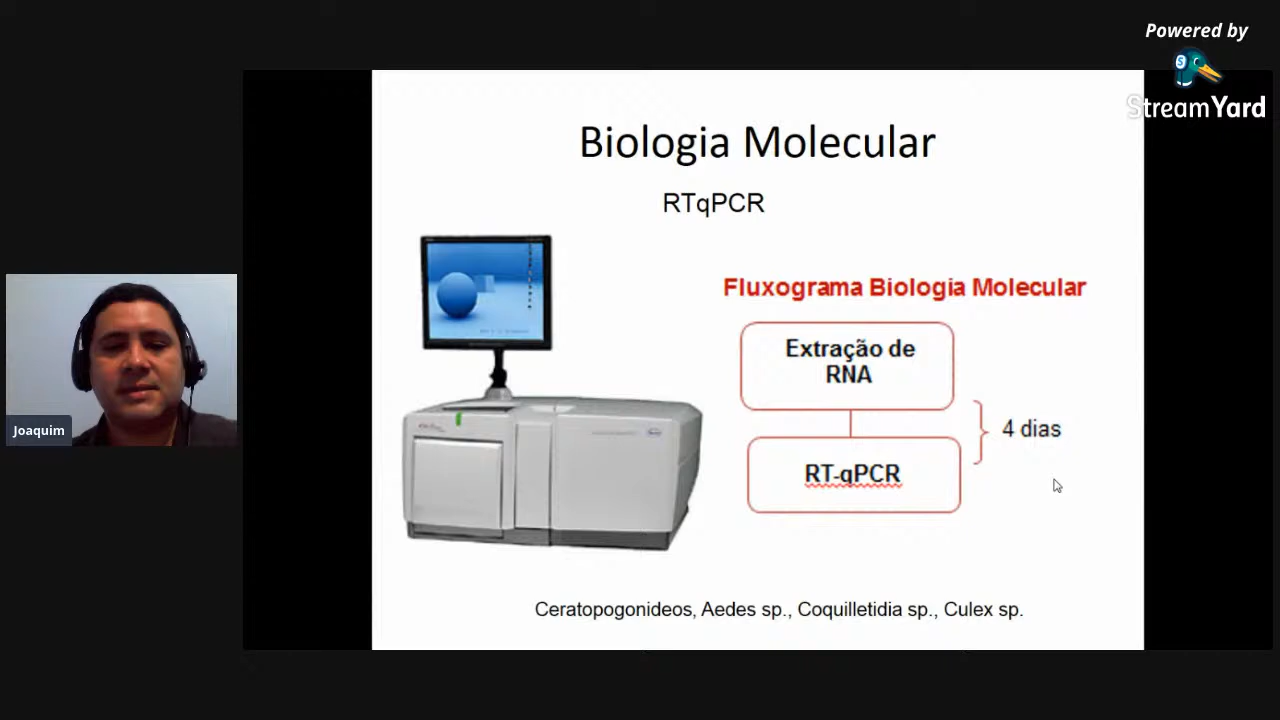 Powered by
StreamYard
Biologia Molecular
RTqPCR
Fluxograma Biologia Molecular
Extração de
RNA
4 dias
RT-qPCR
Joaquim
Ceratopogonideos, Aedes sp., Coquilletidia sp., Culex sp.